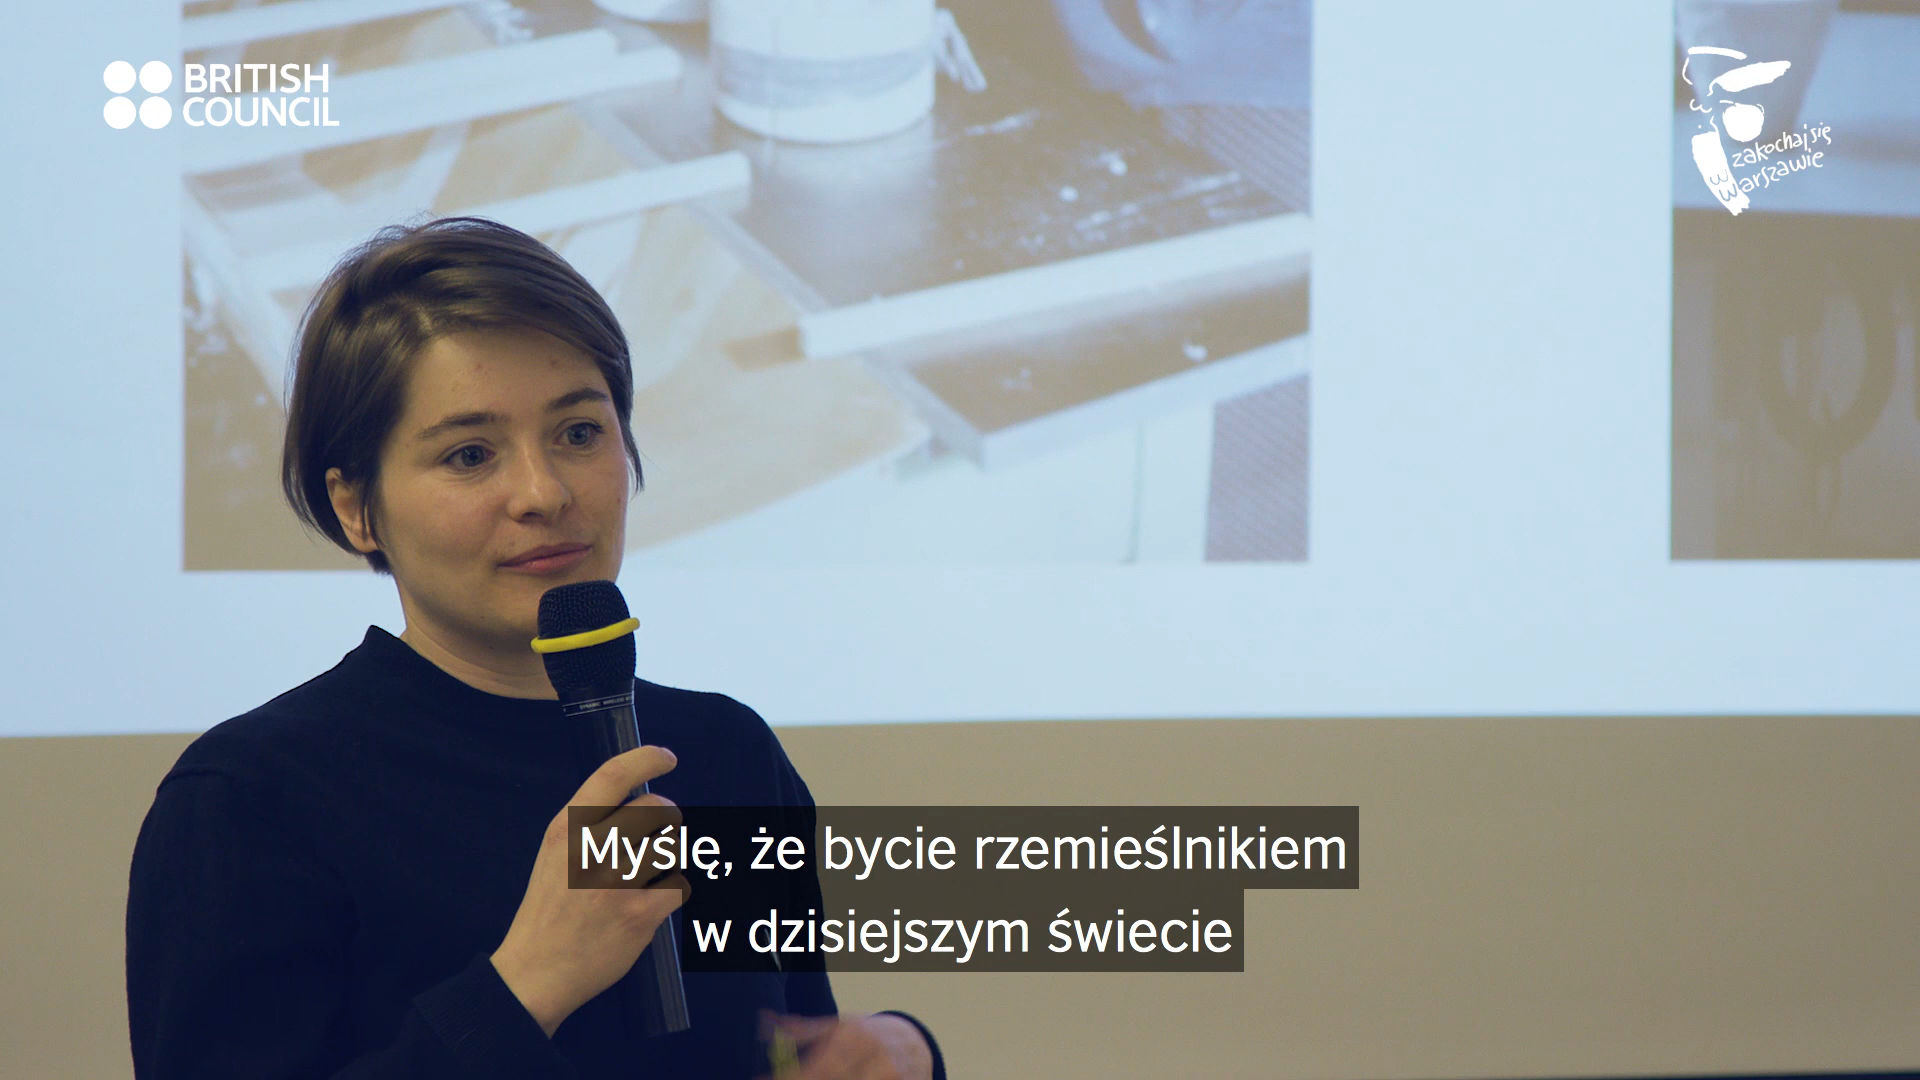 BRITISH
COUNCIL
zakochaj się
w Warszawie
Myślę, że bycie rzemieślnikiem
w dzisiejszym świecie